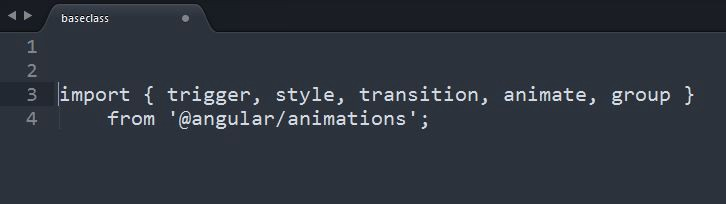 baseclass
1
2
3 import { trigger, style, transition, animate, group }
4     from '@angular/animations';